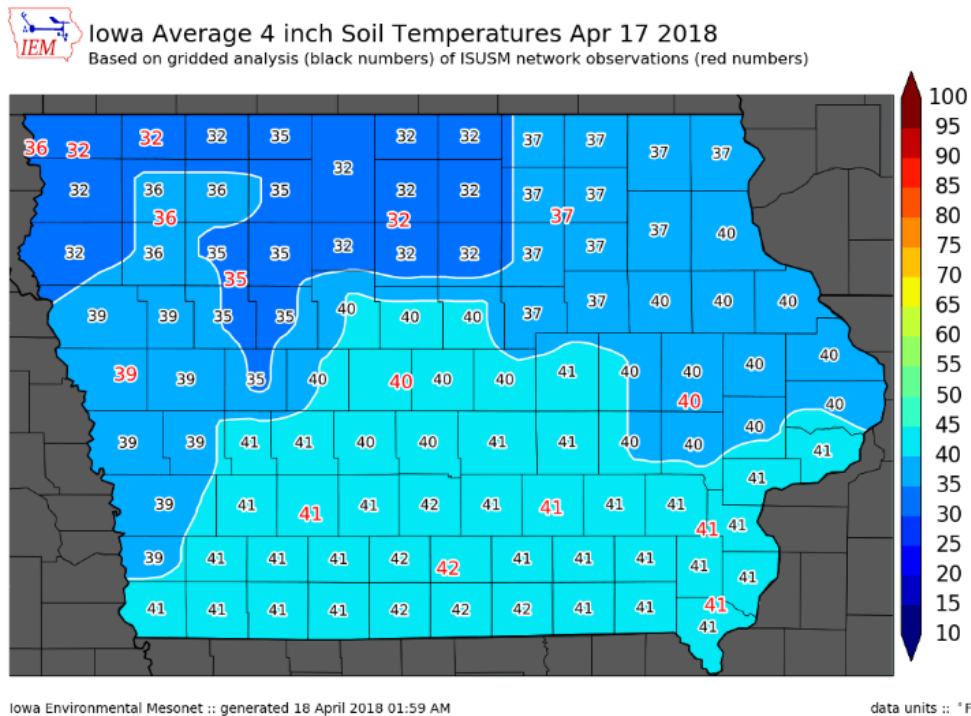 IEM
Iowa Average 4 inch Soil Temperatures Apr 17 2018
Based on gridded analysis (black numbers) of ISUSM network observations (red numbers)
36 32 32 32 35 32 32 37 37 37 37
32
32 36 36 35 32 32 37 37
36 32 37 37 40
32 36 35 35 32 32 32 37 37
35
39 39 35 35 40 40 40 37 37 40 40 40
39 39 35 40 40 40 40 41 40 40 40 40
40 40
39 39 41 41 40 40 41 41 40 40 40 41
39 41 41 41 42 41 41 41 41 41
41 41
39 41 41 41 42 42 41 41 41 41 41
41 41 41 41 42 42 42 41 41 41
41
100
95
90
85
80
75
70
65
60
55
50
45
40
35
30
25
20
15
10
Iowa Environmental Mesonet :: generated 18 April 2018 01:59 AM
data units :: °F